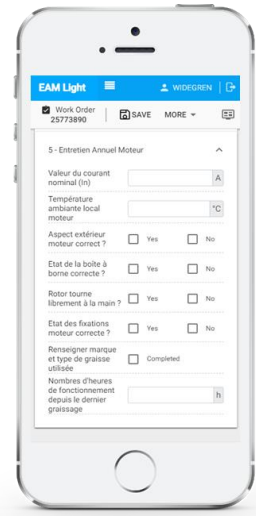 EAM Light WIDEGREN
Work Order
25773890 SAVE MORE
5 - Entretien Annuel Moteur
Valeur du courant
nominal (In) A
Température
ambiante local °C
moteur
Aspect extérieur
moteur correct ? Yes No
Etat de la boîte à
borne correcte ? Yes No
Rotor tourne
librement à la main ? Yes No
Etat des fixations
moteur correcte ? Yes No
Renseigner marque
et type de graisse Completed
utilisée
Nombres d'heures
de fonctionnement
depuis le dernier h
graissage